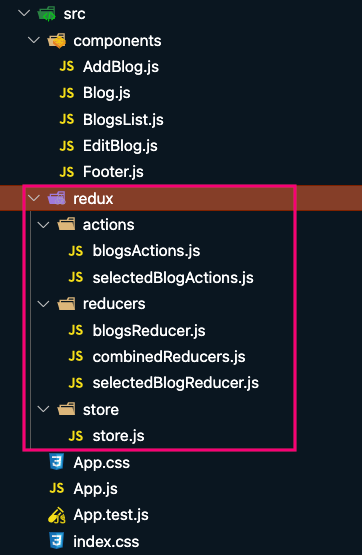 src
components
JS AddBlog.js
JS Blog.js
JS BlogsList.js
JS EditBlog.js
JS Footer.js
redux
actions
JS blogsActions.js
JS selectedBlogActions.js
reducers
JS blogsReducer.js
JS combinedReducers.js
JS selectedBlogReducer.js
store
JS store.js
App.css
JS App.js
App.test.js
index.css